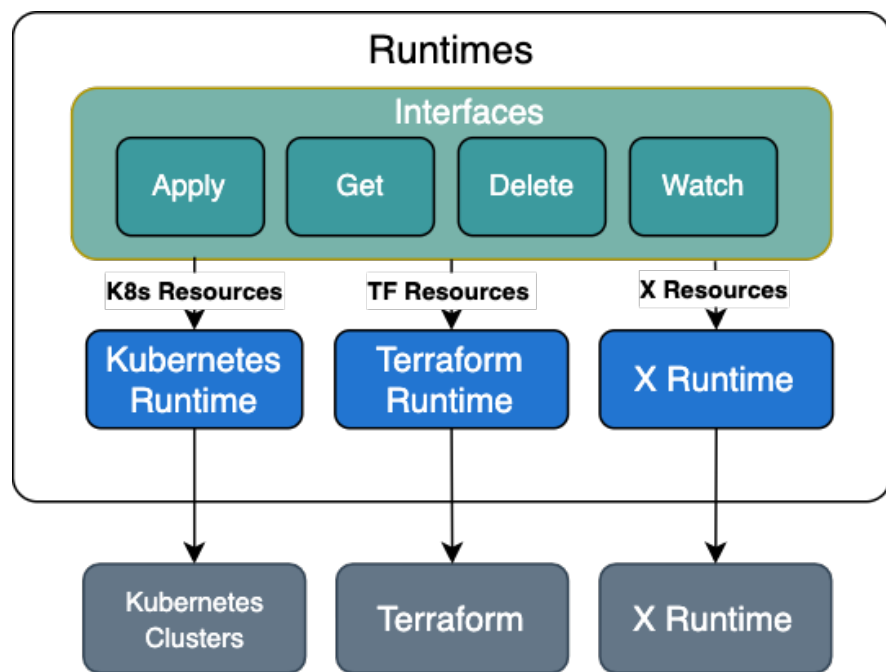 Runtimes
Interfaces
Apply
Get
Delete
Watch
K8s Resources
TF Resources
X Resources
Kubernetes
Runtime
Terraform
Runtime
X Runtime
Kubernetes
Clusters
Terraform
X Runtime